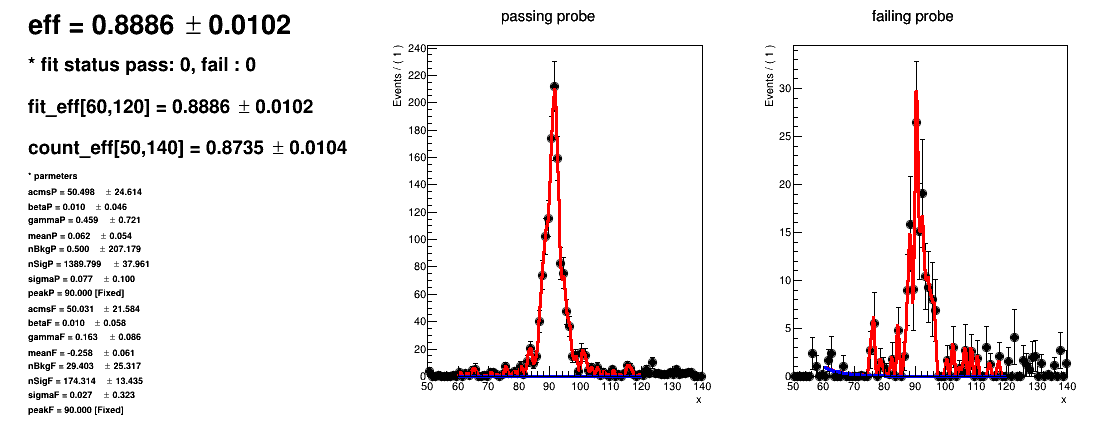 eff = 0.8886 ± 0.0102
* fit status pass: 0, fail : 0
fit_eff[60,120] = 0.8886 ± 0.0102
count_eff[50,140] = 0.8735 ± 0.0104
* parmeters
acmsP = 50.498 ± 24.614
betaP = 0.010 ± 0.046
gammaP = 0.459 ± 0.721
meanP = 0.062 ± 0.054
nBkgP = 0.500 ± 207.179
nSigP = 1389.799 ± 37.961
sigmaP = 0.077 ± 0.100
peakP = 90.000 [Fixed]
acmsF = 50.031 ± 21.584
betaF = 0.010 ± 0.058
gammaF = 0.163 ± 0.086
meanF = -0.258 ± 0.061
nBkgF = 29.403 ± 25.317
nSigF = 174.314 ± 13.435
sigmaF = 0.027 ± 0.323
peakF = 90.000 [Fixed]
passing probe
Events / ( 1 )
240
220
200
180
160
140
120
100
80
60
40
20
0
50 60 70 80 90 100 110 120 130 140
x
failing probe
Events / ( 1 )
30
25
20
15
10
5
0
50 60 70 80 90 100 110 120 130 140
x